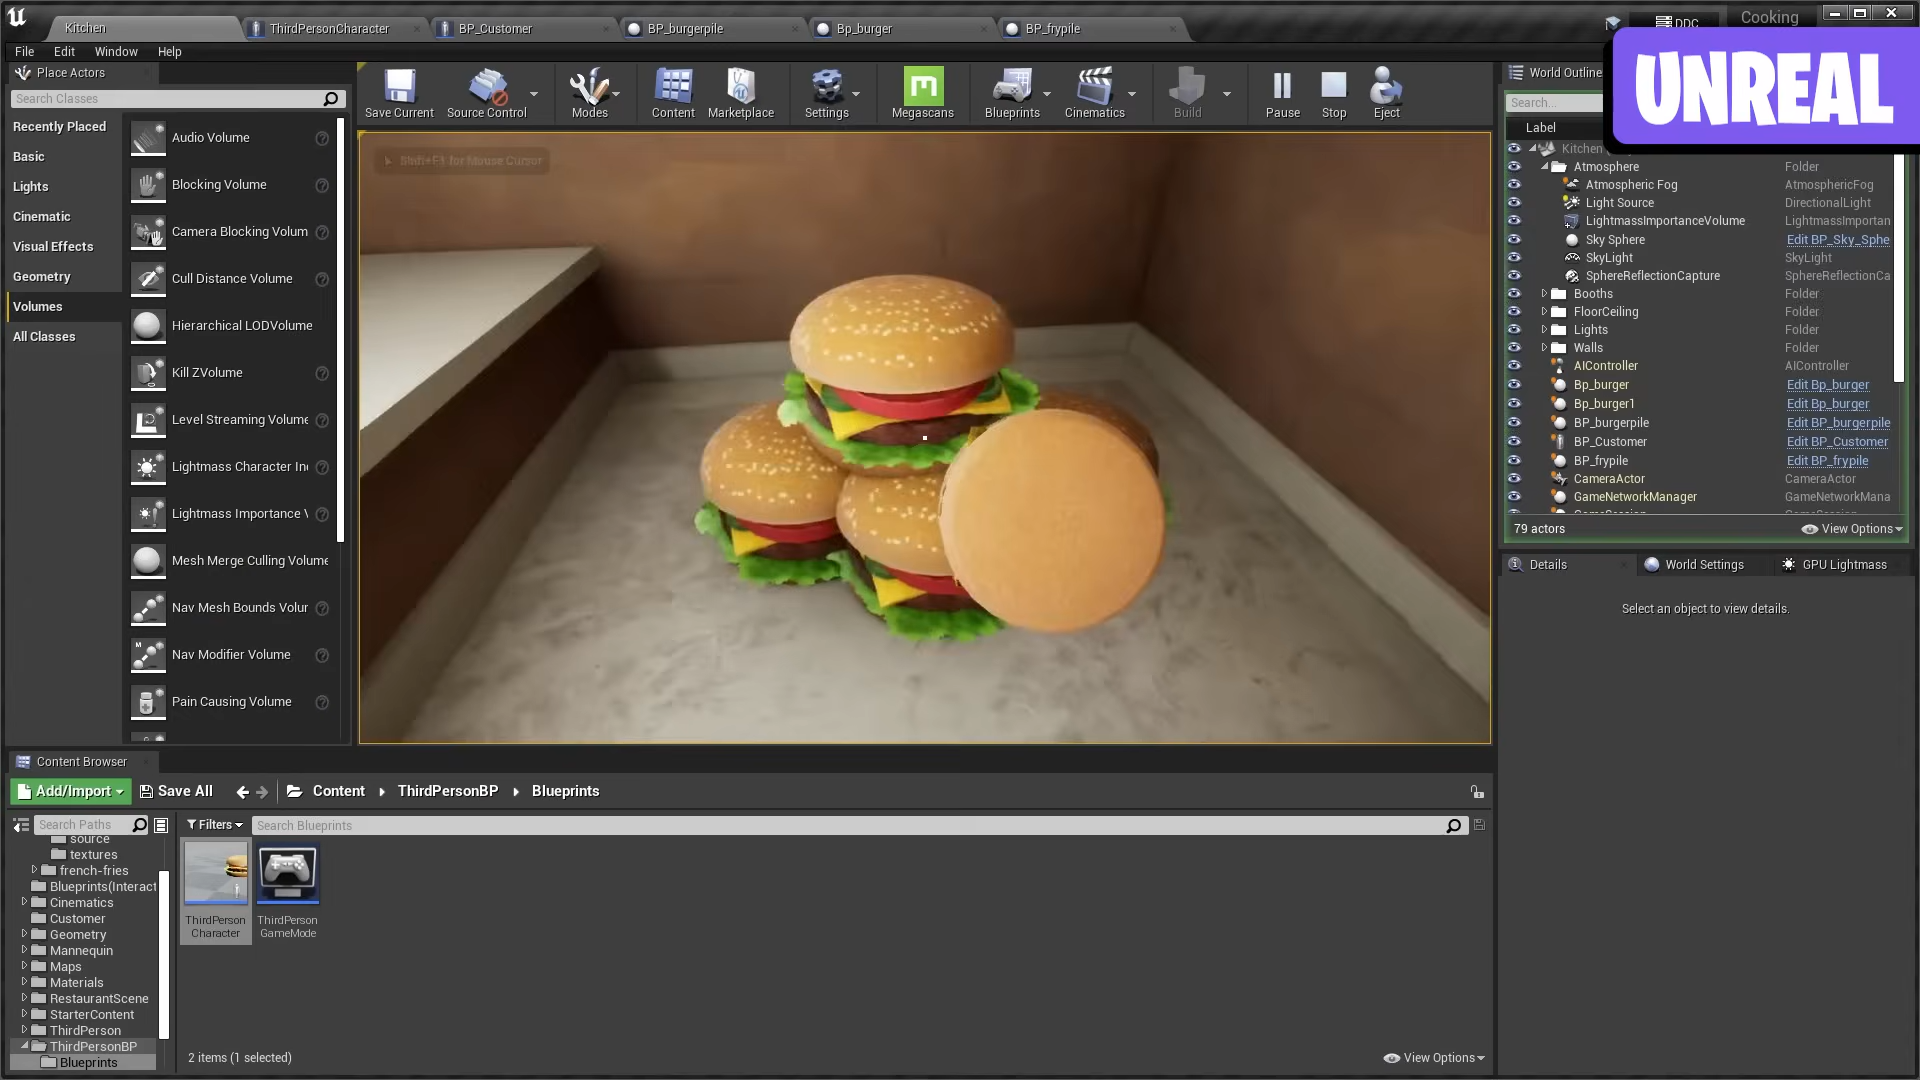 Kitchen
ThirdPersonCharacter
BP_Customer
BP_burgerpile
Bp_burger
BP_frypile
DDC
Cooking
UNREAL
File
Edit
Window
Help
Place Actors
Search Classes
Recently Placed
Basic
Lights
Cinematic
Visual Effects
Geometry
Volumes
All Classes
Audio Volume
Blocking Volume
Camera Blocking Volum
Cull Distance Volume
Hierarchical LODVolume
Kill ZVolume
Level Streaming Volume
Lightmass Character In
Lightmass Importance V
Mesh Merge Culling Volume
Nav Mesh Bounds Volur
Nav Modifier Volume
Pain Causing Volume
Save Current
Source Control
Modes
Content
Marketplace
Settings
Megascans
Blueprints
Cinematics
Build
Pause
Stop
Eject
Shift+F1 for Mouse Cursor
World Outline
Search...
Label
Kitchen
Atmosphere Folder
Atmospheric Fog AtmosphericFog
Light Source DirectionalLight
LightmassImportanceVolume LightmassImportan
Sky Sphere Edit BP_Sky_Sphe
SkyLight SkyLight
SphereReflectionCapture SphereReflectionCa
Booths Folder
FloorCeiling Folder
Lights Folder
Walls Folder
AIController AIController
Bp_burger Edit Bp_burger
Bp_burger1 Edit Bp_burger
BP_burgerpile Edit BP_burgerpile
BP_Customer Edit BP_Customer
BP_frypile Edit BP_frypile
CameraActor CameraActor
GameNetworkManager GameNetworkMana
79 actors
View Options
Details
World Settings
GPU Lightmass
Select an object to view details.
Content Browser
Add/Import
Save All
Content
ThirdPersonBP
Blueprints
Search Paths
Filters
Search Blueprints
source
textures
french-fries
Blueprints(Interact
Cinematics
Customer
Geometry
Mannequin
Maps
Materials
RestaurantScene
StarterContent
ThirdPerson
ThirdPersonBP
Blueprints
ThirdPerson
Character
ThirdPerson
GameMode
2 items (1 selected)
View Options